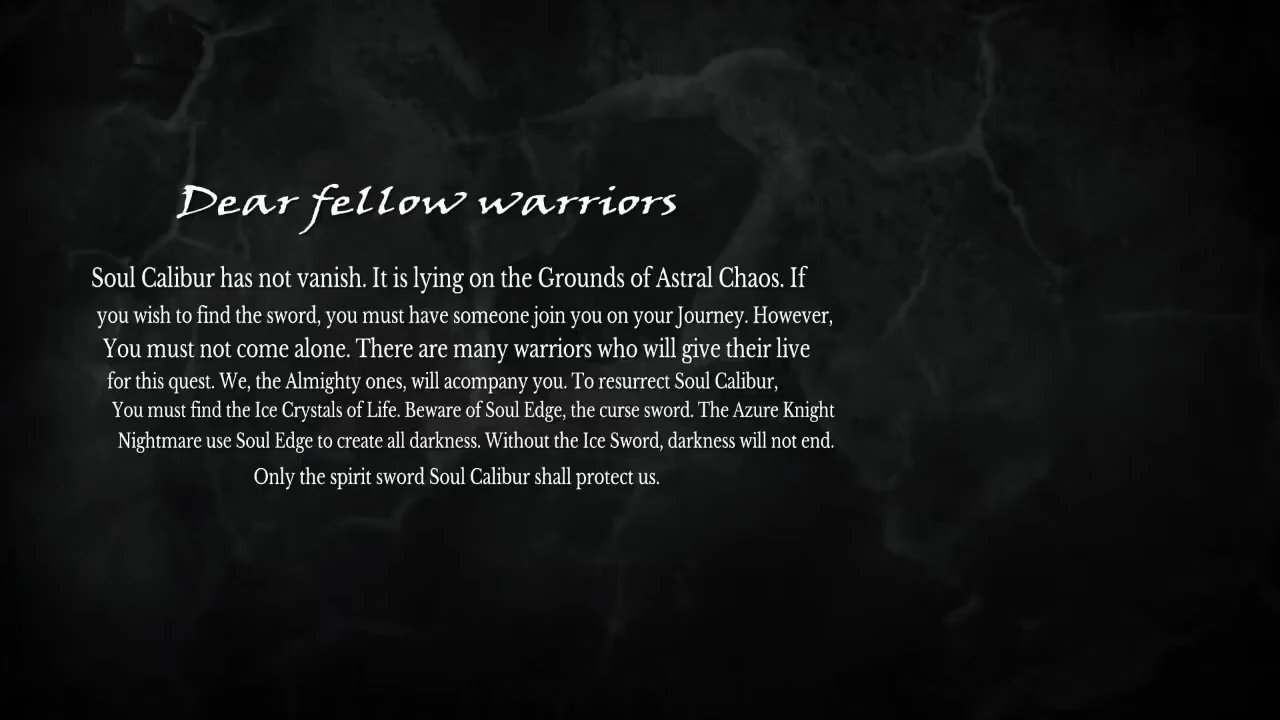 Dear fellow warriors
Soul Calibur has not vanish. It is lying on the Grounds of Astral Chaos. If
you wish to find the sword, you must have someone join you on your Journey. However,
You must not come alone. There are many warriors who will give their live
for this quest. We, the Almighty ones, will acompany you. To resurrect Soul Calibur,
You must find the Ice Crystals of Life. Beware of Soul Edge, the curse sword. The Azure Knight
Nightmare use Soul Edge to create all darkness. Without the Ice Sword, darkness will not end.
Only the spirit sword Soul Calibur shall protect us.